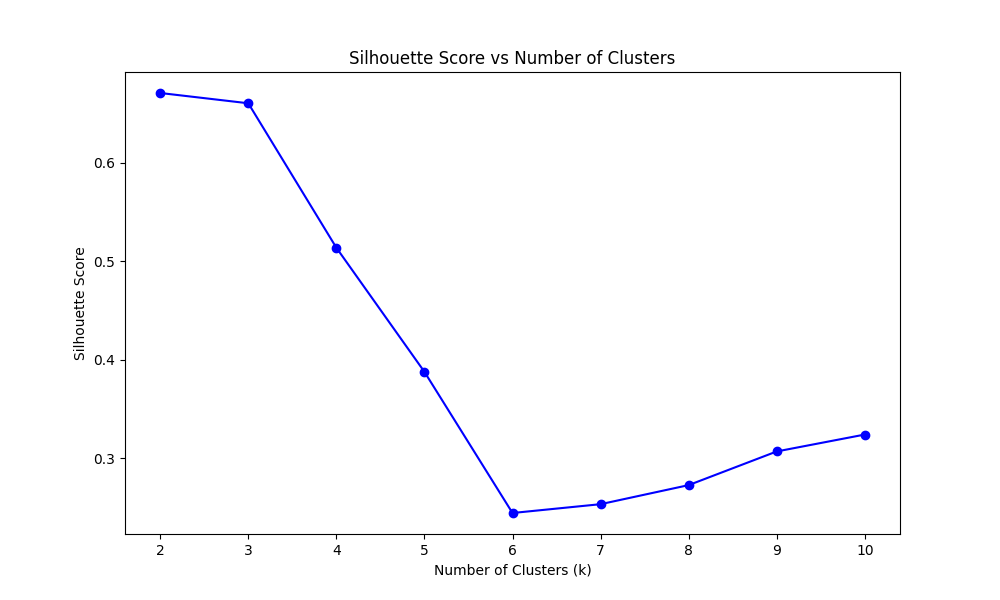 Silhouette Score vs Number of Clusters
Silhouette Score
0.6
0.5
0.4
0.3
2 3 4 5 6 7 8 9 10
Number of Clusters (k)